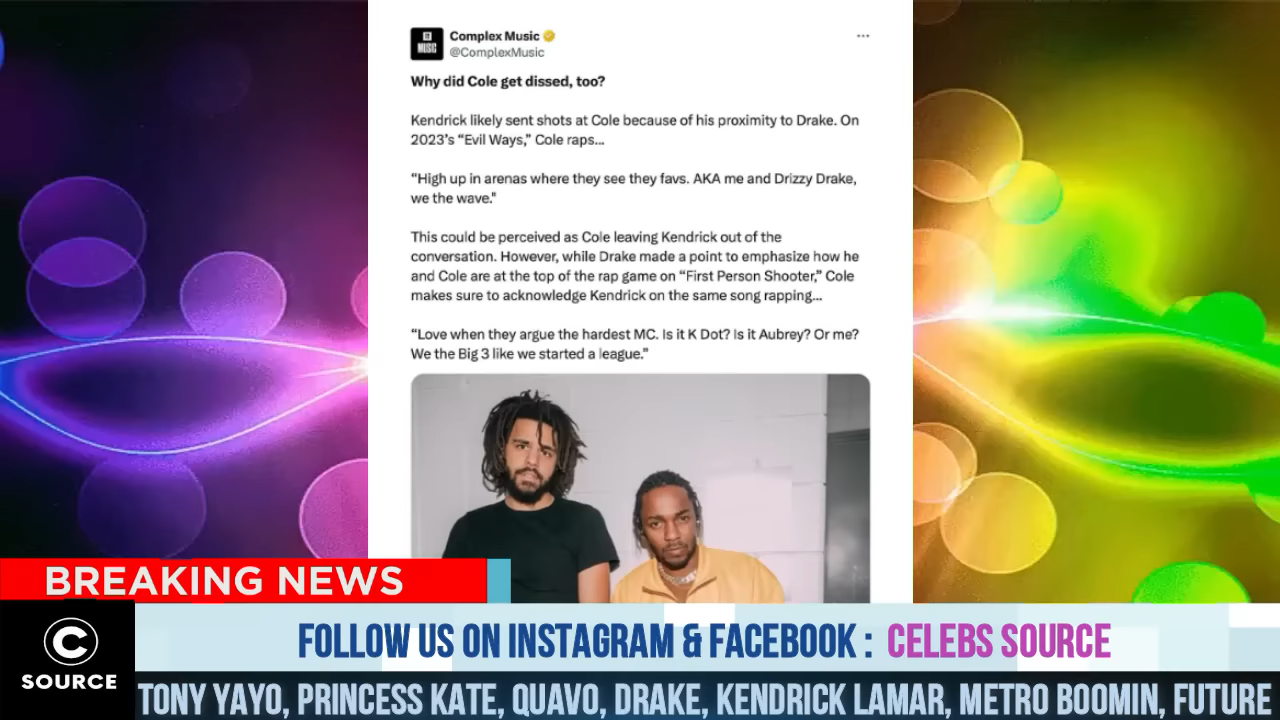 Complex Music
@ComplexMusic
MUSIC
Why did Cole get dissed, too?
Kendrick likely sent shots at Cole because of his proximity to Drake. On
2023's “Evil Ways,” Cole raps...
“High up in arenas where they see they favs. AKA me and Drizzy Drake,
we the wave."
This could be perceived as Cole leaving Kendrick out of the
conversation. However, while Drake made a point to emphasize how he
and Cole are at the top of the rap game on “First Person Shooter,” Cole
makes sure to acknowledge Kendrick on the same song rapping...
“Love when they argue the hardest MC. Is it K Dot? Is it Aubrey? Or me?
We the Big 3 like we started a league.”
BREAKING NEWS
C
SOURCE
FOLLOW US ON INSTAGRAM & FACEBOOK : CELEBS SOURCE
TONY YAYO, PRINCESS KATE, QUAVO, DRAKE, KENDRICK LAMAR, METRO BOOMIN, FUTURE